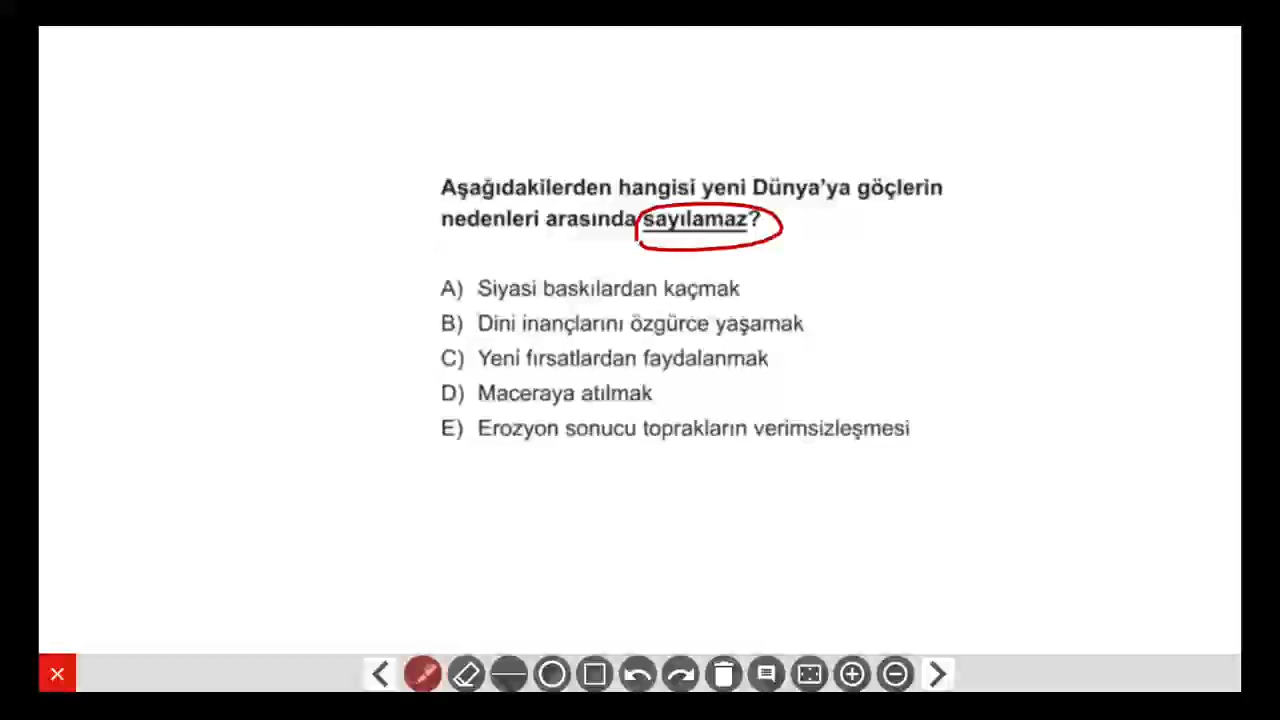 Aşağıdakilerden hangisi yeni Dünya'ya göçlerin
nedenleri arasında sayılamaz?
A) Siyasi baskılardan kaçmak
B) Dini inançlarını özgürce yaşamak
C) Yeni fırsatlardan faydalanmak
D) Maceraya atılmak
E) Erozyon sonucu toprakların verimsizleşmesi